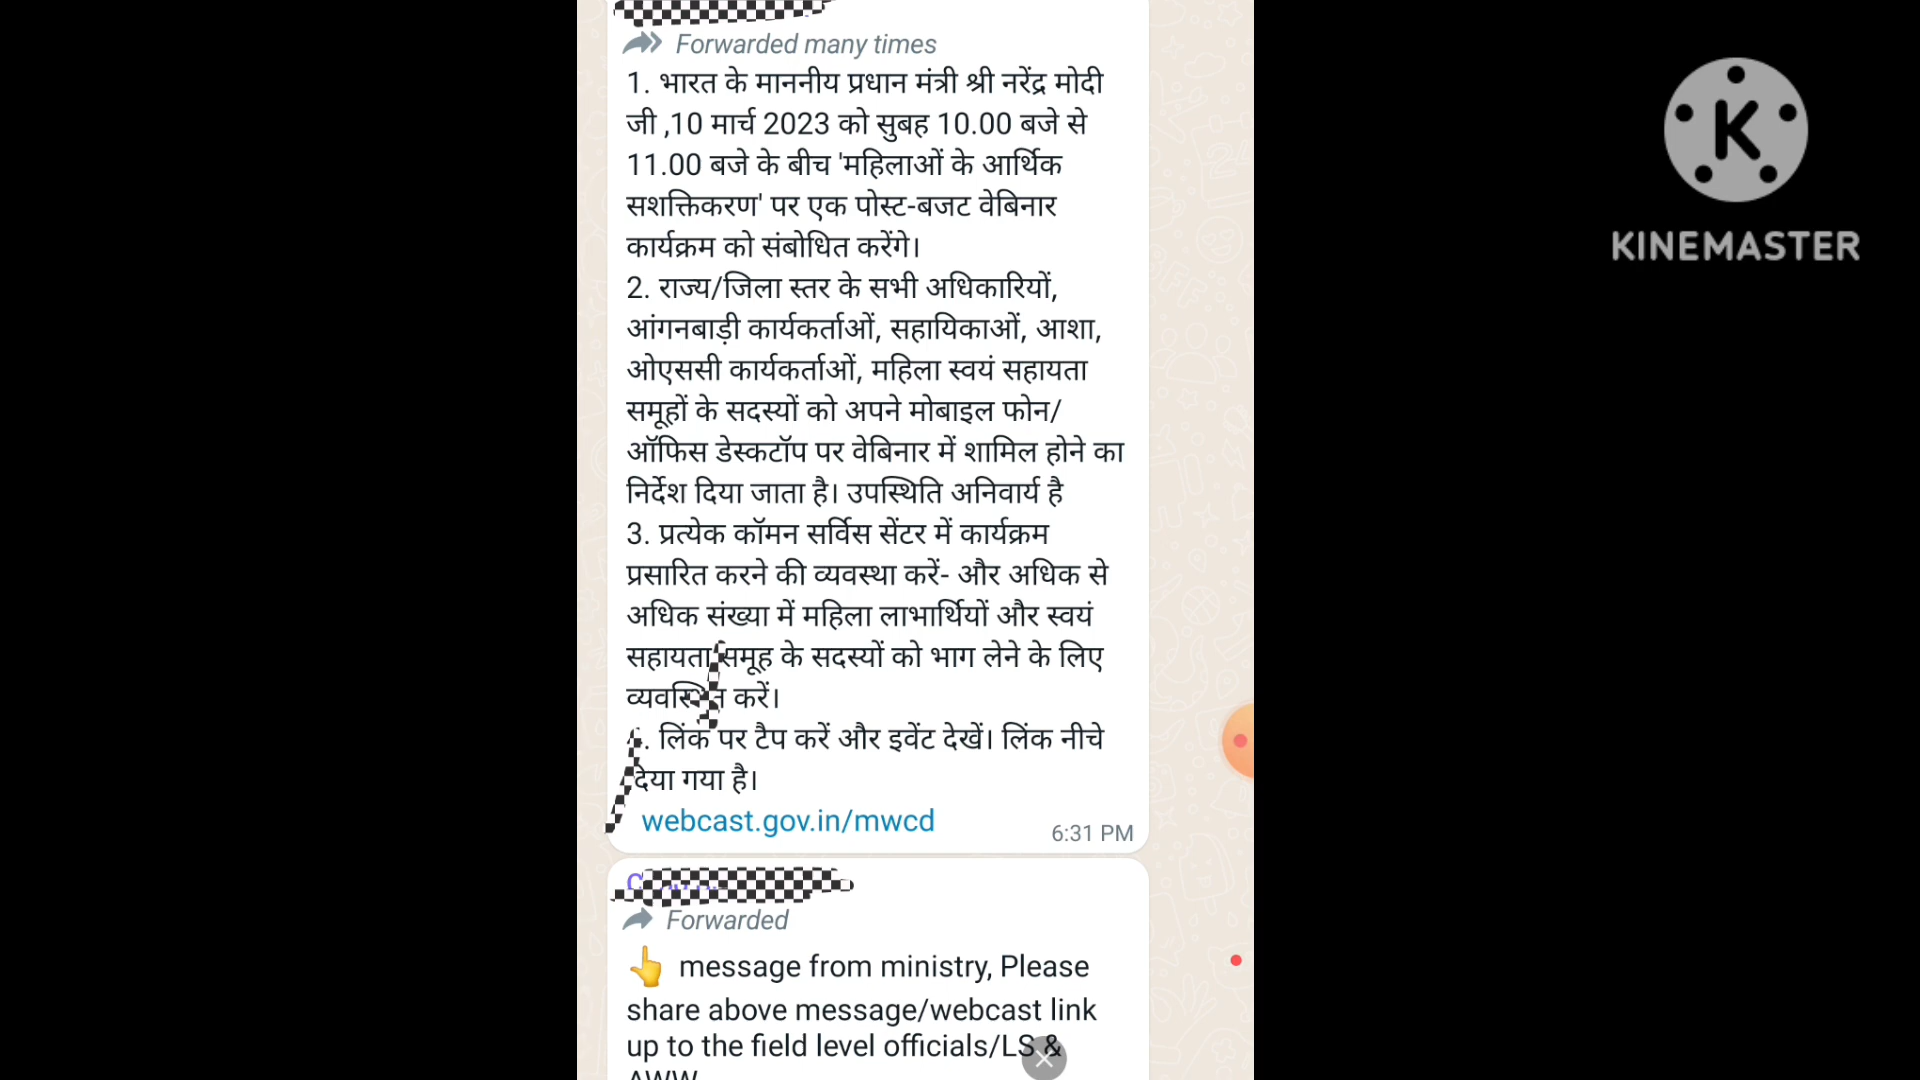 Forwarded many times
1. भारत के माननीय प्रधान मंत्री श्री नरेंद्र मोदी
जी ,10 मार्च 2023 को सुबह 10.00 बजे से
11.00 बजे के बीच 'महिलाओं के आर्थिक
सशक्तिकरण' पर एक पोस्ट-बजट वेबिनार
कार्यक्रम को संबोधित करेंगे।
2. राज्य/जिला स्तर के सभी अधिकारियों,
आंगनबाड़ी कार्यकर्ताओं, सहायिकाओं, आशा,
ओएससी कार्यकर्ताओं, महिला स्वयं सहायता
समूहों के सदस्यों को अपने मोबाइल फोन/
ऑफिस डेस्कटॉप पर वेबिनार में शामिल होने का
निर्देश दिया जाता है। उपस्थिति अनिवार्य है
3. प्रत्येक कॉमन सर्विस सेंटर में कार्यक्रम
प्रसारित करने की व्यवस्था करें- और अधिक से
अधिक संख्या में महिला लाभार्थियों और स्वयं
सहायता समूह के सदस्यों को भाग लेने के लिए
करें।
लिंक पर टैप करें और इवेंट देखें। लिंक नीचे
दिया गया है।
webcast.gov.in/mwcd
6:31 PM
Forwarded
👆 message from ministry, Please
share above message/webcast link
up to the field level officials/LS &
AWW
K
KINEMASTER